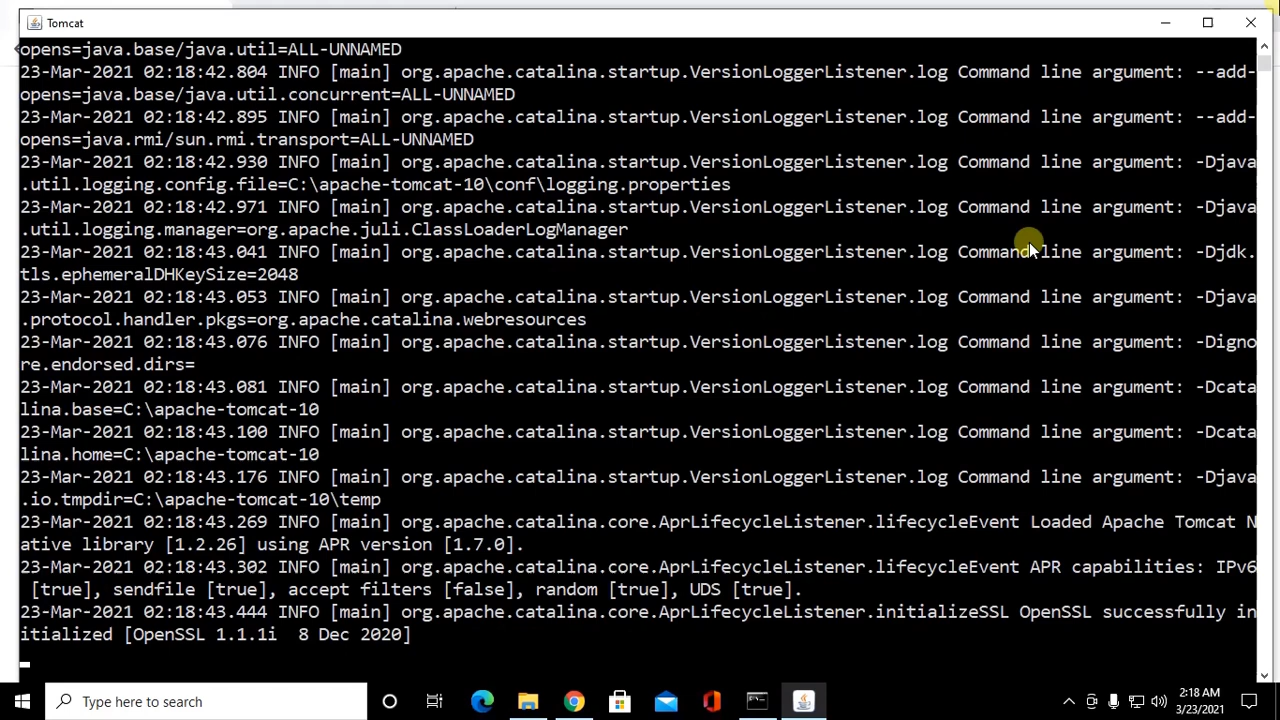 Tomcat
opens=java.base/java.util=ALL-UNNAMED
23-Mar-2021 02:18:42.804 INFO [main] org.apache.catalina.startup.VersionLoggerListener.log Command line argument: --add-
opens=java.base/java.util.concurrent=ALL-UNNAMED
23-Mar-2021 02:18:42.895 INFO [main] org.apache.catalina.startup.VersionLoggerListener.log Command line argument: --add-
opens=java.rmi/sun.rmi.transport=ALL-UNNAMED
23-Mar-2021 02:18:42.930 INFO [main] org.apache.catalina.startup.VersionLoggerListener.log Command line argument: -Djava
.util.logging.config.file=C:\apache-tomcat-10\conf\logging.properties
23-Mar-2021 02:18:42.971 INFO [main] org.apache.catalina.startup.VersionLoggerListener.log Command line argument: -Djava
.util.logging.manager=org.apache.juli.ClassLoaderLogManager
23-Mar-2021 02:18:43.041 INFO [main] org.apache.catalina.startup.VersionLoggerListener.log Command line argument: -Djdk.
tls.ephemeralDHKeySize=2048
23-Mar-2021 02:18:43.053 INFO [main] org.apache.catalina.startup.VersionLoggerListener.log Command line argument: -Djava
.protocol.handler.pkgs=org.apache.catalina.webresources
23-Mar-2021 02:18:43.076 INFO [main] org.apache.catalina.startup.VersionLoggerListener.log Command line argument: -Digno
re.endorsed.dirs=
23-Mar-2021 02:18:43.081 INFO [main] org.apache.catalina.startup.VersionLoggerListener.log Command line argument: -Dcata
lina.base=C:\apache-tomcat-10
23-Mar-2021 02:18:43.100 INFO [main] org.apache.catalina.startup.VersionLoggerListener.log Command line argument: -Dcata
lina.home=C:\apache-tomcat-10
23-Mar-2021 02:18:43.176 INFO [main] org.apache.catalina.startup.VersionLoggerListener.log Command line argument: -Djava
.io.tmpdir=C:\apache-tomcat-10\temp
23-Mar-2021 02:18:43.269 INFO [main] org.apache.catalina.core.AprLifecycleListener.lifecycleEvent Loaded Apache Tomcat N
ative library [1.2.26] using APR version [1.7.0].
23-Mar-2021 02:18:43.302 INFO [main] org.apache.catalina.core.AprLifecycleListener.lifecycleEvent APR capabilities: IPv6
[true], sendfile [true], accept filters [false], random [true], UDS [true].
23-Mar-2021 02:18:43.444 INFO [main] org.apache.catalina.core.AprLifecycleListener.initializeSSL OpenSSL successfully in
itialized [OpenSSL 1.1.1i  8 Dec 2020]
Type here to search
2:18 AM
3/23/2021